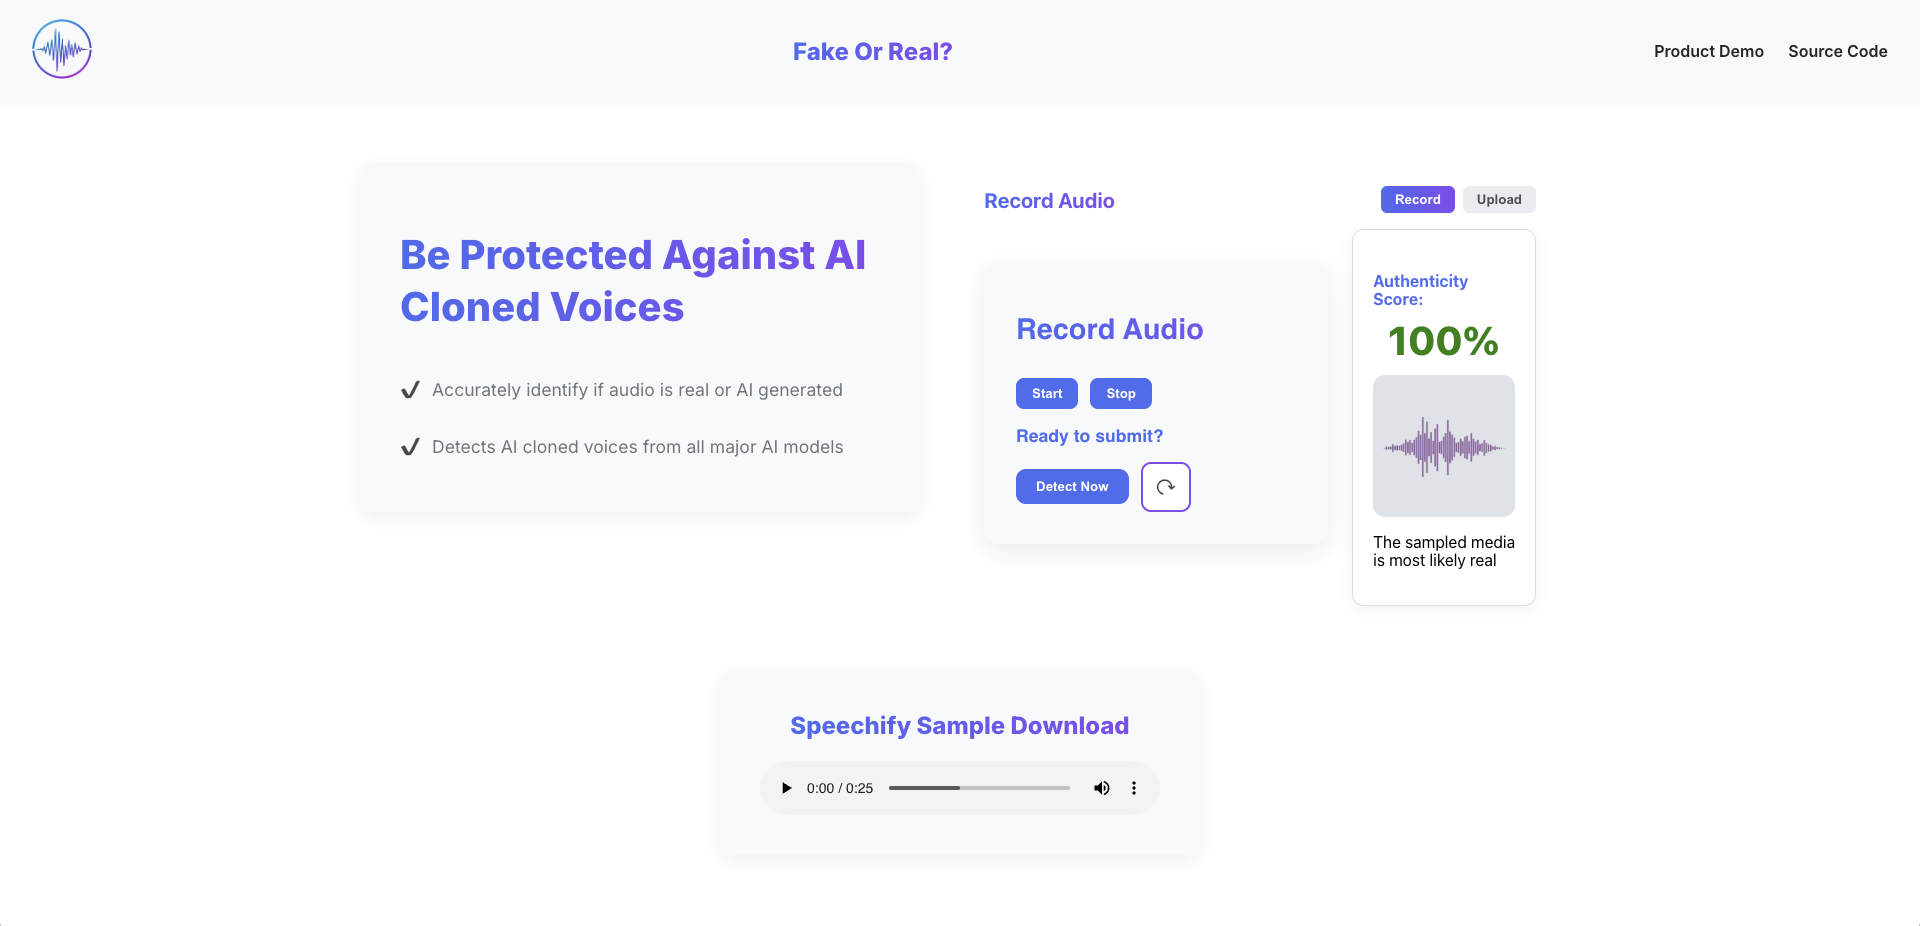 Fake Or Real?
Product Demo
Source Code
Be Protected Against AI
Cloned Voices
✔ Accurately identify if audio is real or AI generated
✔ Detects AI cloned voices from all major AI models
Record Audio
Record
Upload
Record Audio
Start
Stop
Ready to submit?
Detect Now
Authenticity
Score:
100%
The sampled media
is most likely real
Speechify Sample Download
0:00 / 0:25